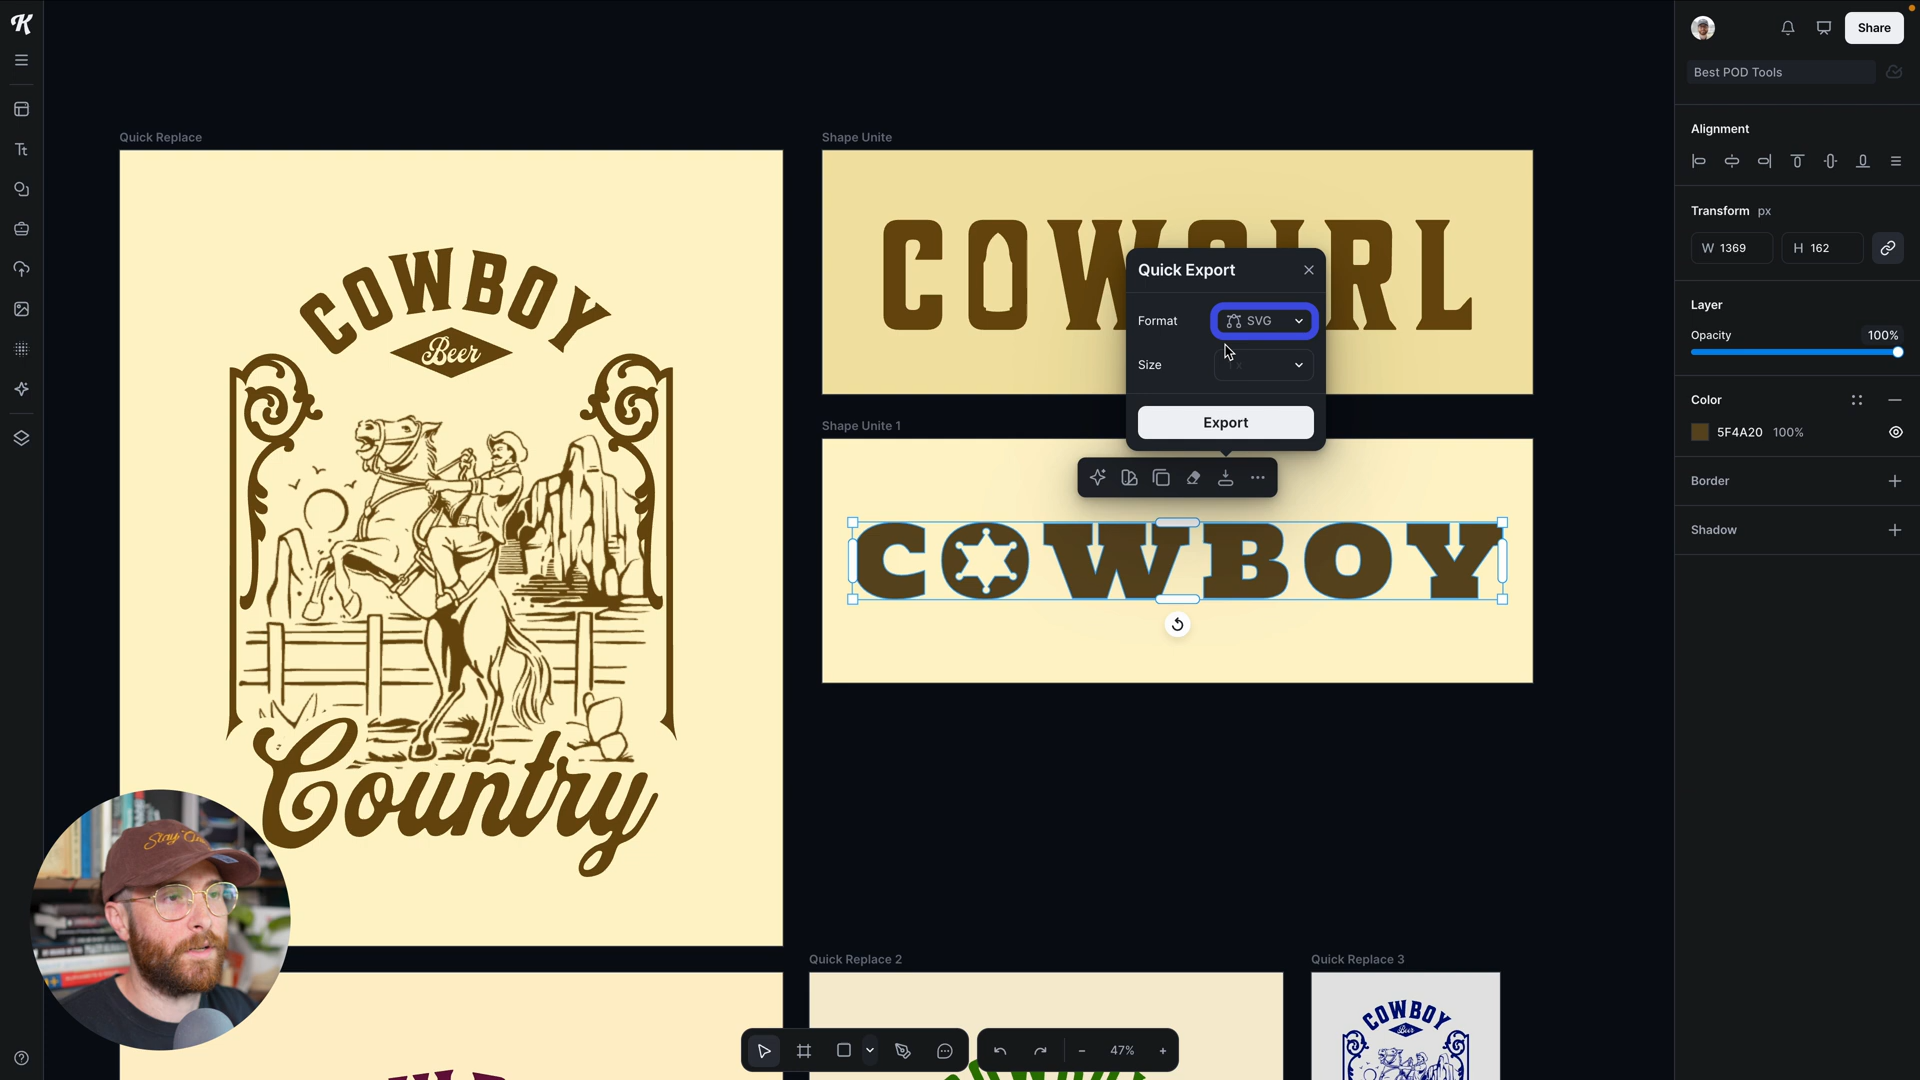 Share
Best POD Tools
Quick Replace
Shape Unite
Alignment
Transform px
W 1369
H 162
COWBOY
Beer
Country
COWGIRL
Quick Export
Format
SVG
Size
Export
Layer
Opacity
100%
Color
5F4A20 100%
Shape Unite 1
Border
COWBOY
Shadow
Tt
Quick Replace 2
Quick Replace 3
COWBOY
Beer
47%